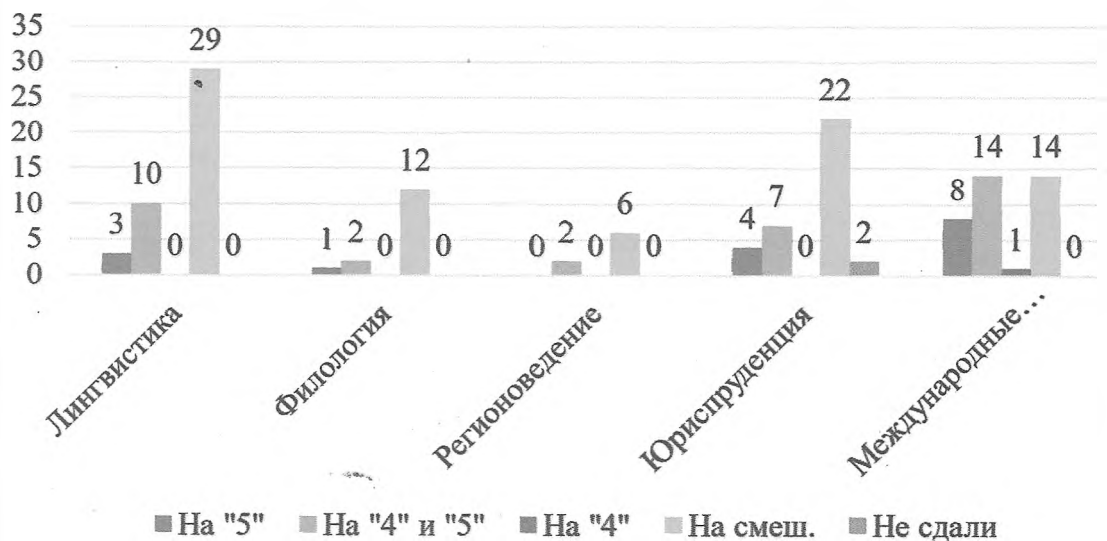 35
30
25
20
15
10
5
0
3 10 0 29 0
1 2 0 12 0
0 2 0 6 0
4 7 0 22 2
8 14 1 14 0
Лингвистика
Филология
Регионоведение
Юриспруденция
Международные...
На "5" На "4" и "5" На "4" На смеш. Не сдали